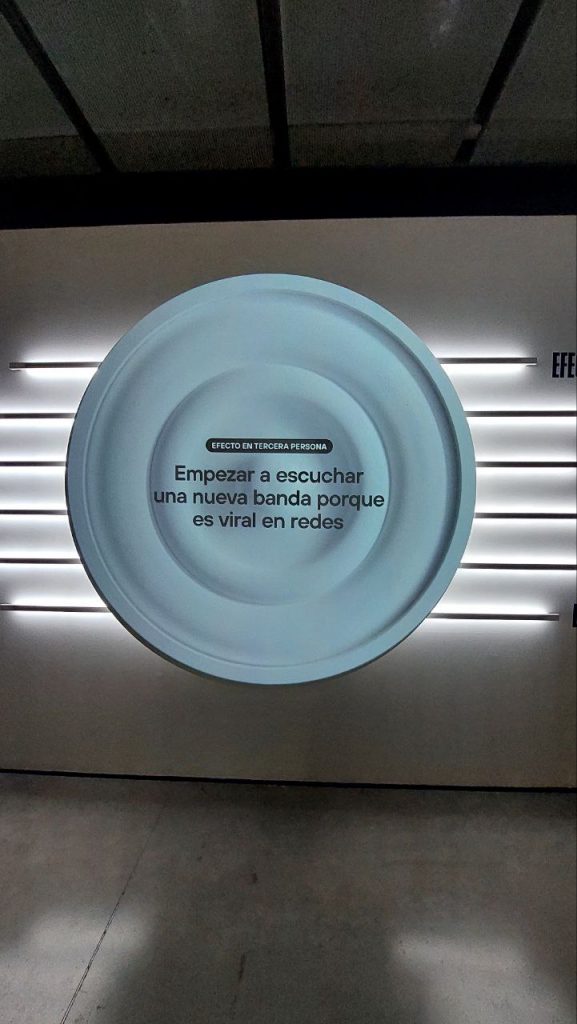 EFECTO EN TERCERA PERSONA
Empezar a escuchar
una nueva banda porque
es viral en redes